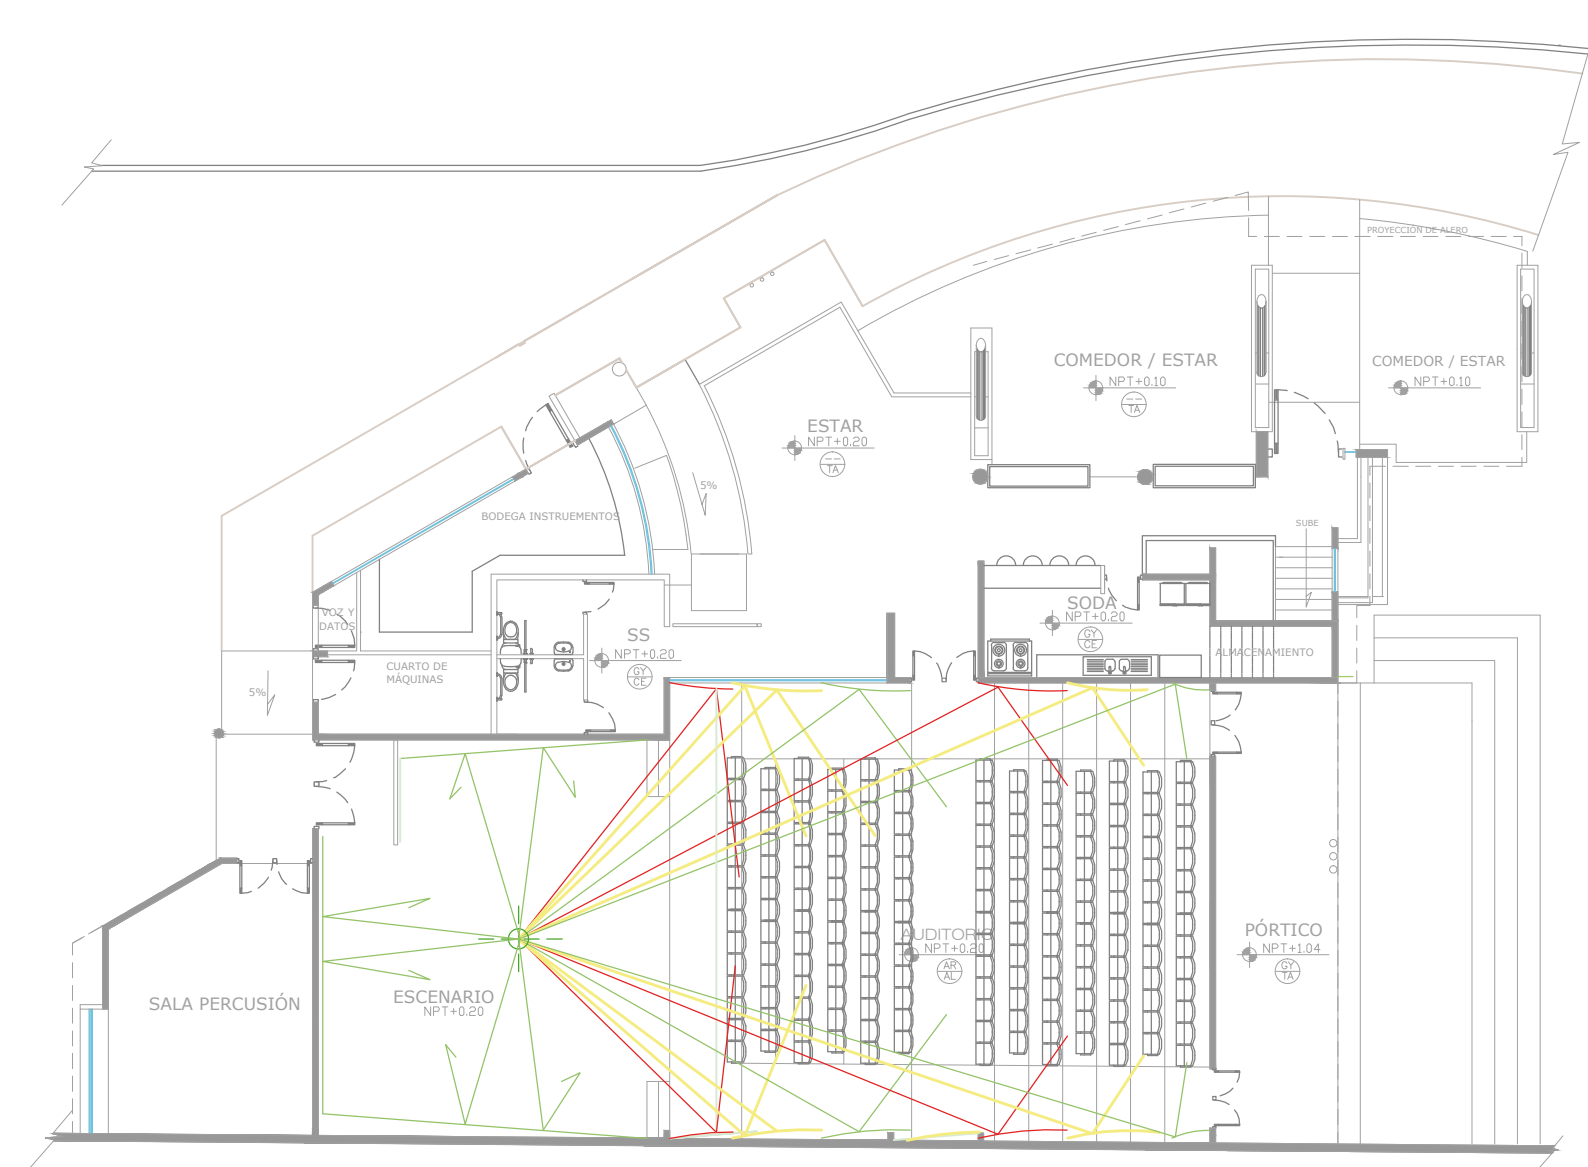 PROYECCIÓN DE ALERO
COMEDOR / ESTAR
NPT+0.10
--
TA
COMEDOR / ESTAR
NPT+0.10
ESTAR
NPT+0.20
--
TA
5%
BODEGA INSTRUEMENTOS
SUBE
VOZ Y
DATOS
SODA
NPT+0.20
GY
CE
SS
NPT+0.20
GY
CE
ALMACENAMIENTO
CUARTO DE
MÁQUINAS
5%
AUDITORIO
NPT+0.20
AR
AL
PÓRTICO
NPT+1.04
GY
TA
SALA PERCUSIÓN
ESCENARIO
NPT+0.20